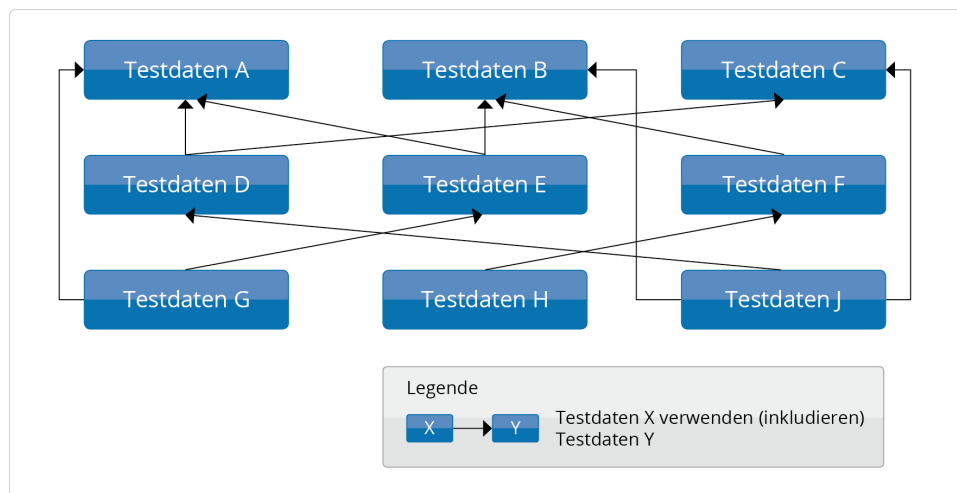 Testdaten A
Testdaten B
Testdaten C
Testdaten D
Testdaten E
Testdaten F
Testdaten G
Testdaten H
Testdaten J
Legende
X
Y
Testdaten X verwenden (inkludieren)
Testdaten Y